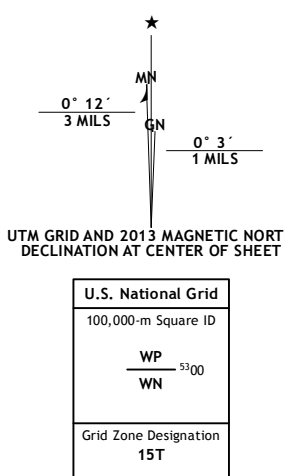 MN
0° 12´
3 MILS
GN
0° 3´
1 MILS
UTM GRID AND 2013 MAGNETIC NORT
DECLINATION AT CENTER OF SHEET
U.S. National Grid
100,000-m Square ID
WP
5300
WN
Grid Zone Designation
15T